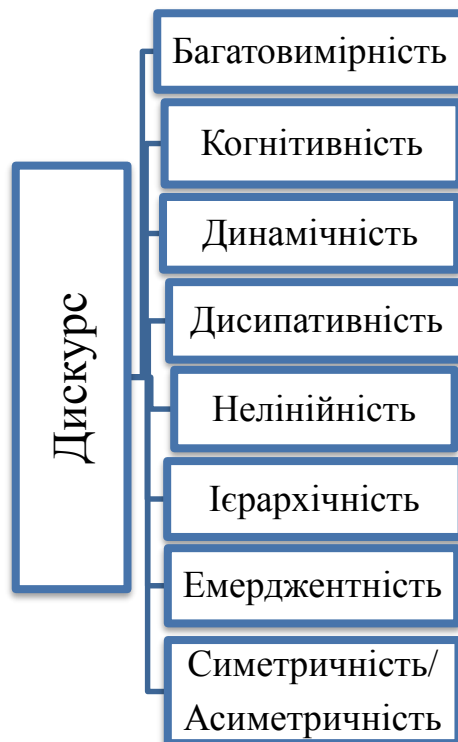 Дискурс
Багатовимірність
Когнітивність
Динамічність
Дисипативність
Нелінійність
Ієрархічність
Емерджентність
Симетричність/
Асиметричність